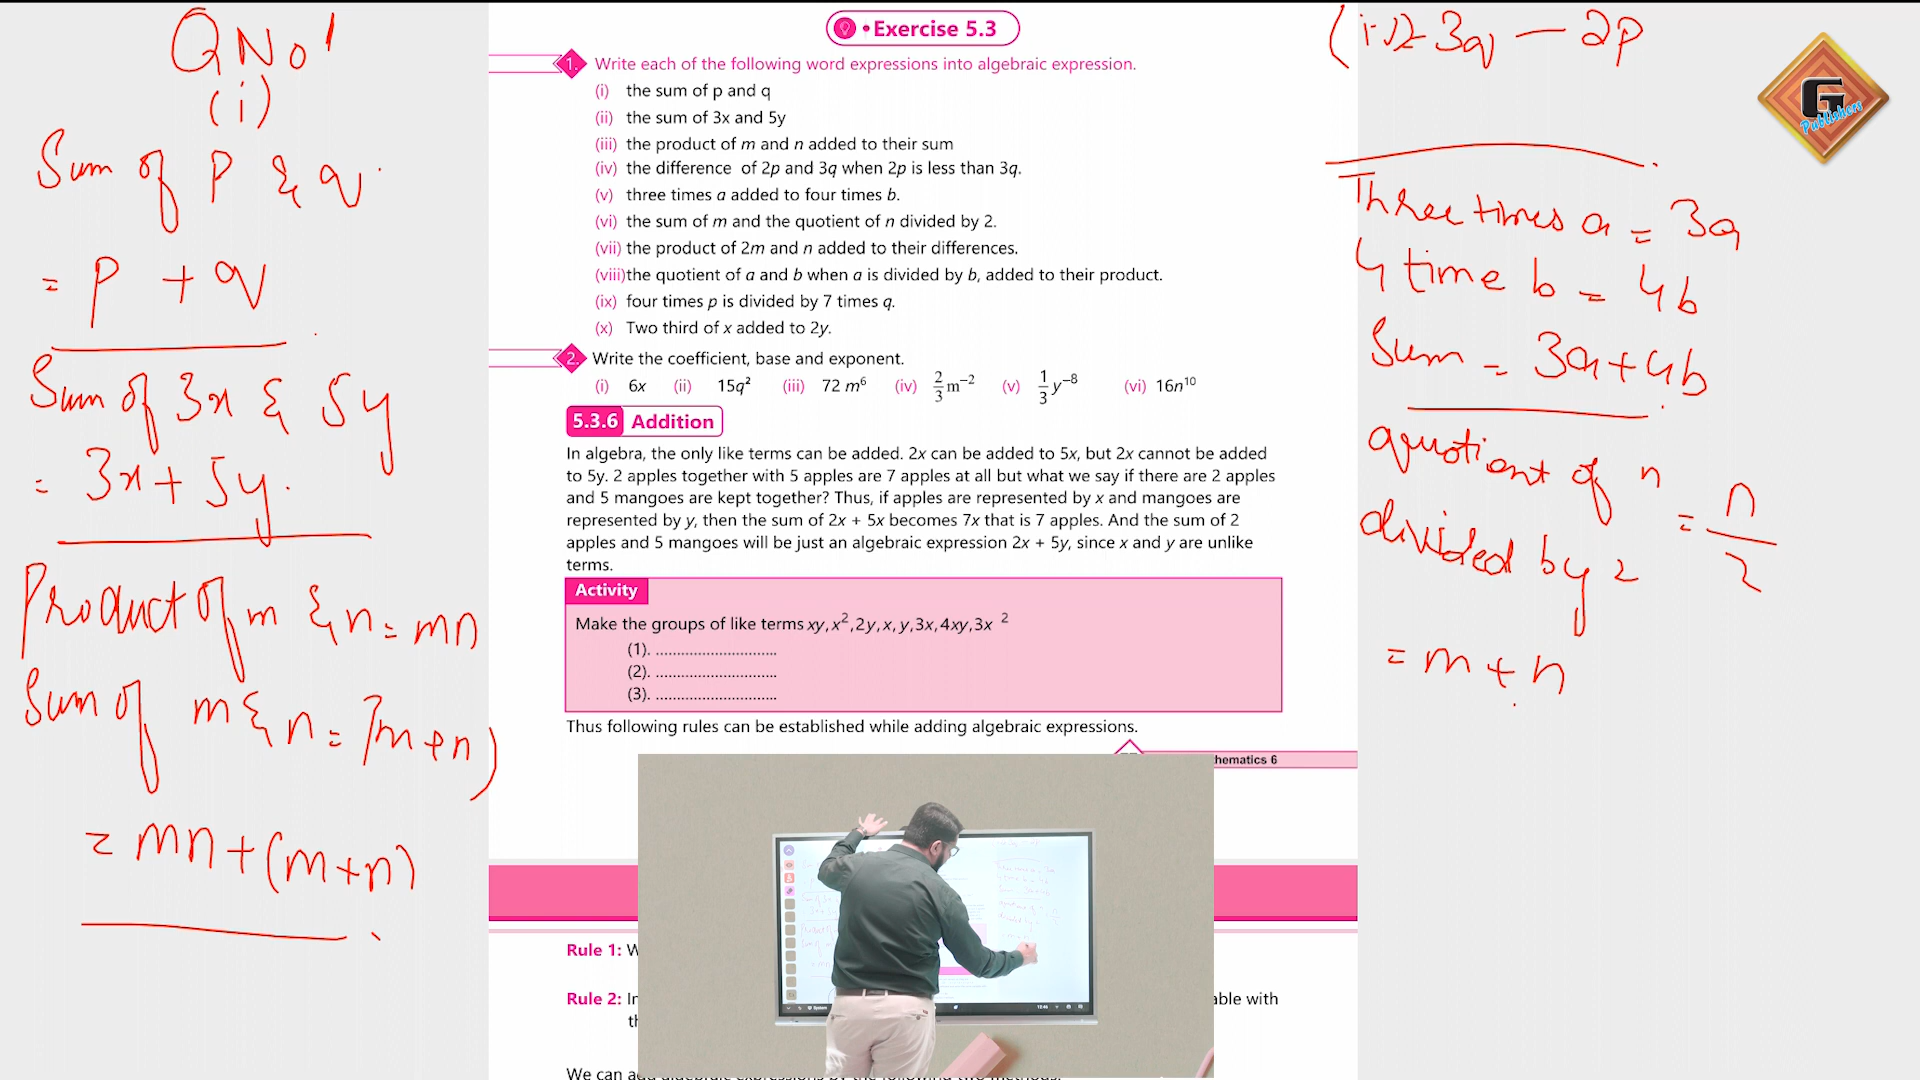 QNo 1
(i)
Sum of P & q.
= p + q
Sum of 3x & 5y
= 3x + 5y.
Product of m & n = mn
Sum of m & n = (m+n)
= mn + (m+n)
Exercise 5.3
1. Write each of the following word expressions into algebraic expression.
(i) the sum of p and q
(ii) the sum of 3x and 5y
(iii) the product of m and n added to their sum
(iv) the difference of 2p and 3q when 2p is less than 3q.
(v) three times a added to four times b.
(vi) the sum of m and the quotient of n divided by 2.
(vii) the product of 2m and n added to their differences.
(viii) the quotient of a and b when a is divided by b, added to their product.
(ix) four times p is divided by 7 times q.
(x) Two third of x added to 2y.
2. Write the coefficient, base and exponent.
(i) 6x (ii) 15q² (iii) 72 m⁶ (iv) 2/3 m⁻² (v) 1/3 y⁻⁸ (vi) 16n¹⁰
5.3.6 Addition
In algebra, the only like terms can be added. 2x can be added to 5x, but 2x cannot be added
to 5y. 2 apples together with 5 apples are 7 apples at all but what we say if there are 2 apples
and 5 mangoes are kept together? Thus, if apples are represented by x and mangoes are
represented by y, then the sum of 2x + 5x becomes 7x that is 7 apples. And the sum of 2
apples and 5 mangoes will be just an algebraic expression 2x + 5y, since x and y are unlike
terms.
Activity
Make the groups of like terms xy, x², 2y, x, y, 3x, 4xy, 3x ²
(1). ............................
(2). ............................
(3). ............................
Thus following rules can be established while adding algebraic expressions.
hematics 6
Rule 1: W
Rule 2: In
able with
th
3q — 2p
Three times a = 3a
4 time b = 4b
Sum = 3a+4b
quotient of n
divided by 2 = n/2
= m + n
G
Publishers